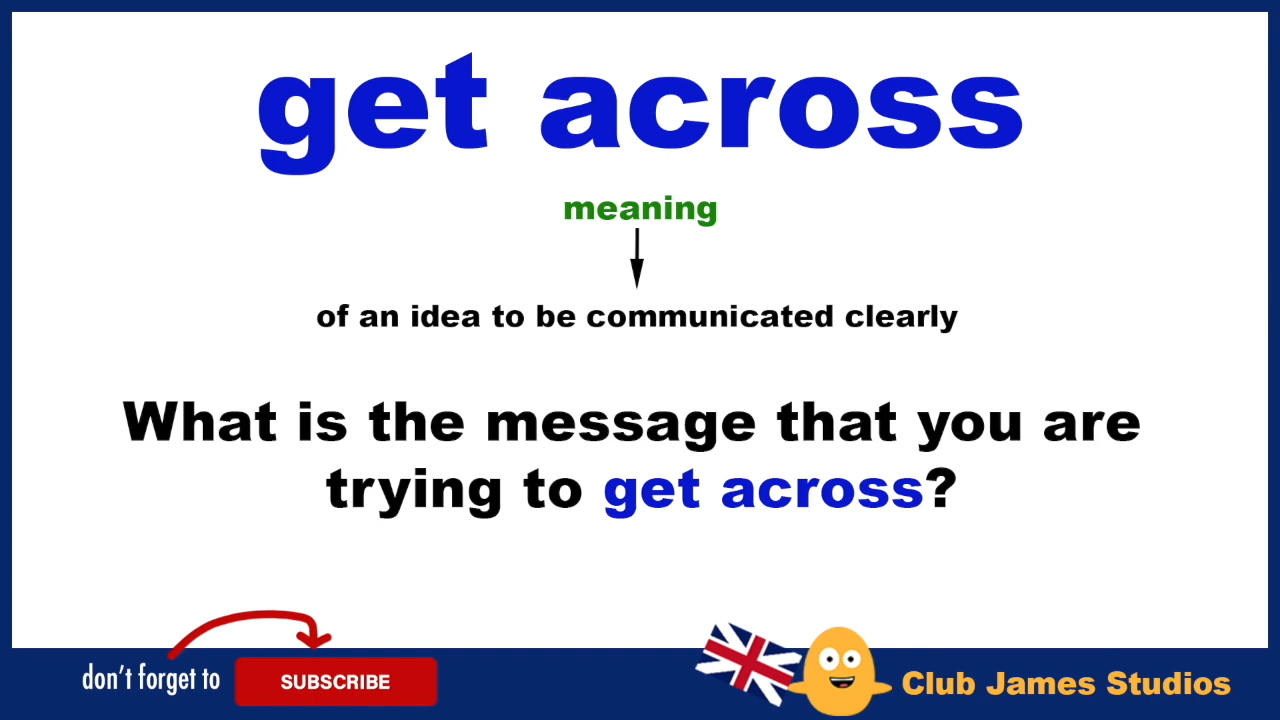 get across
meaning
of an idea to be communicated clearly
What is the message that you are
trying to get across?
don't forget to
SUBSCRIBE
Club James Studios